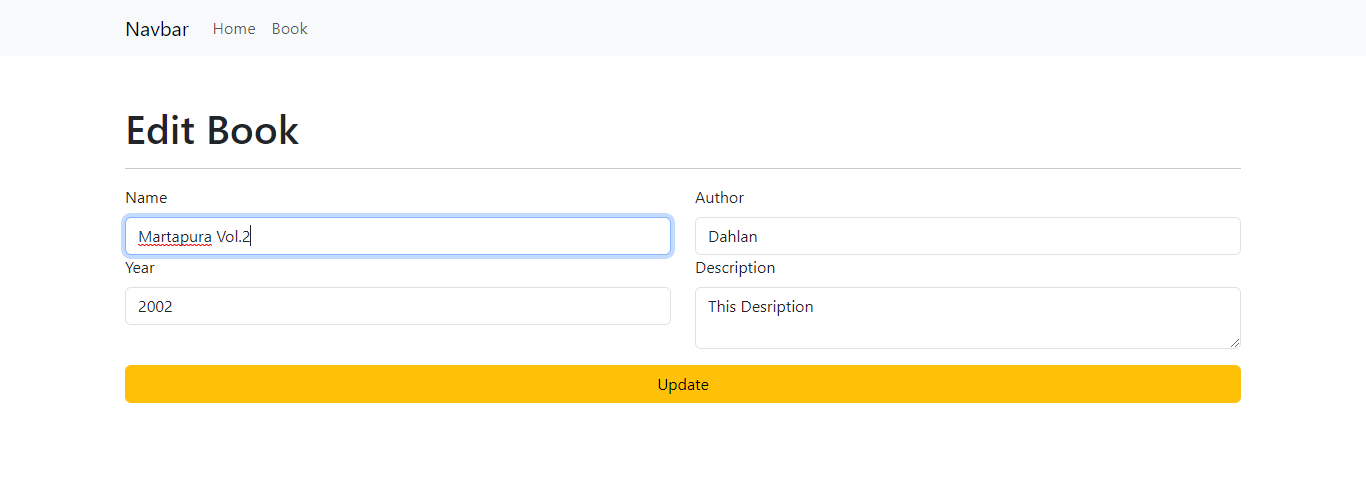 Navbar Home Book
Edit Book
Name
Martapura Vol.2
Author
Dahlan
Year
2002
Description
This Desription
Update